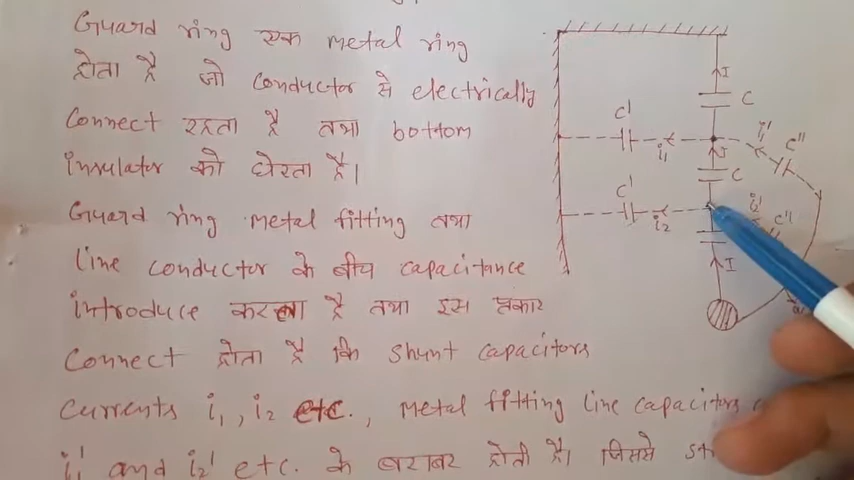 Guard ring एक metal ring
होता है जो conductor से electrically
Connect रहता है तथा bottom
insulator को घेरता है।
Guard ring metal fitting तथा
line conductor के बीच capacitance
introduce करता है तथा इस प्रकार
Connect होता है कि shunt capacitors
currents i₁, i₂ etc., metal fitting line capacitors
i₁' and i₂' etc. के बराबर होती है। जिससे
I
C
C'
i₁
i₁'
C"
I
C
C'
i₂
i₂'
C"
I